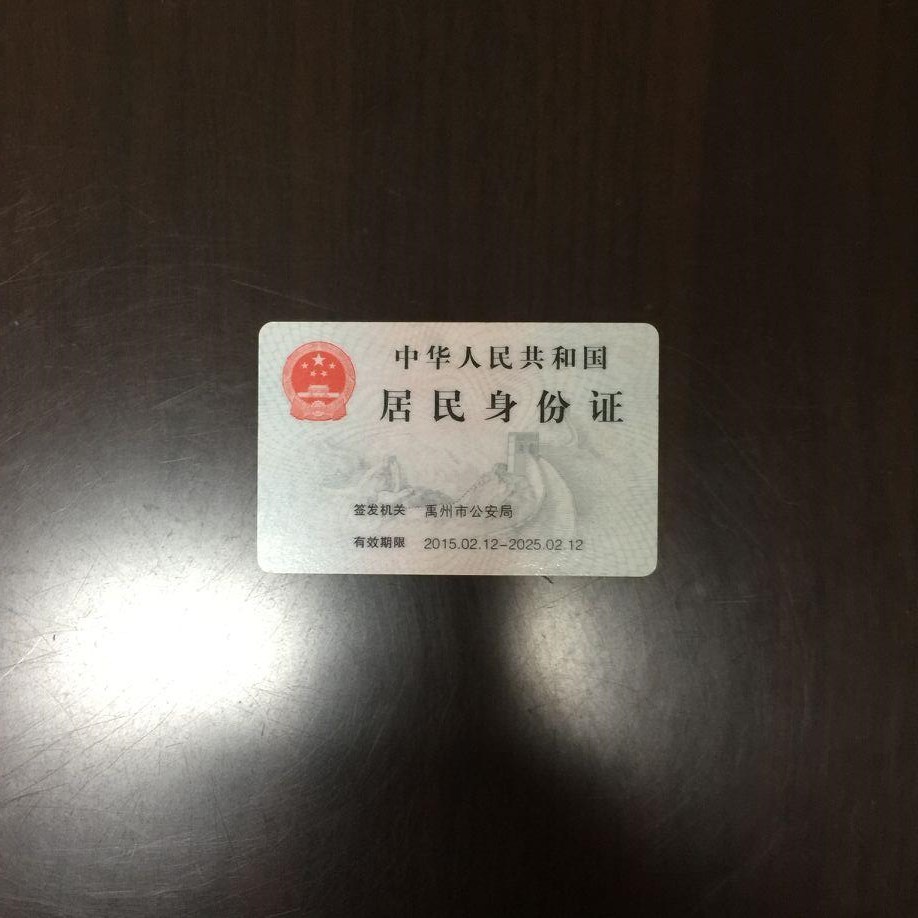 中华人民共和国
居民身份证
签发机关 禹州市公安局
有效期限 2015.02.12-2025.02.12